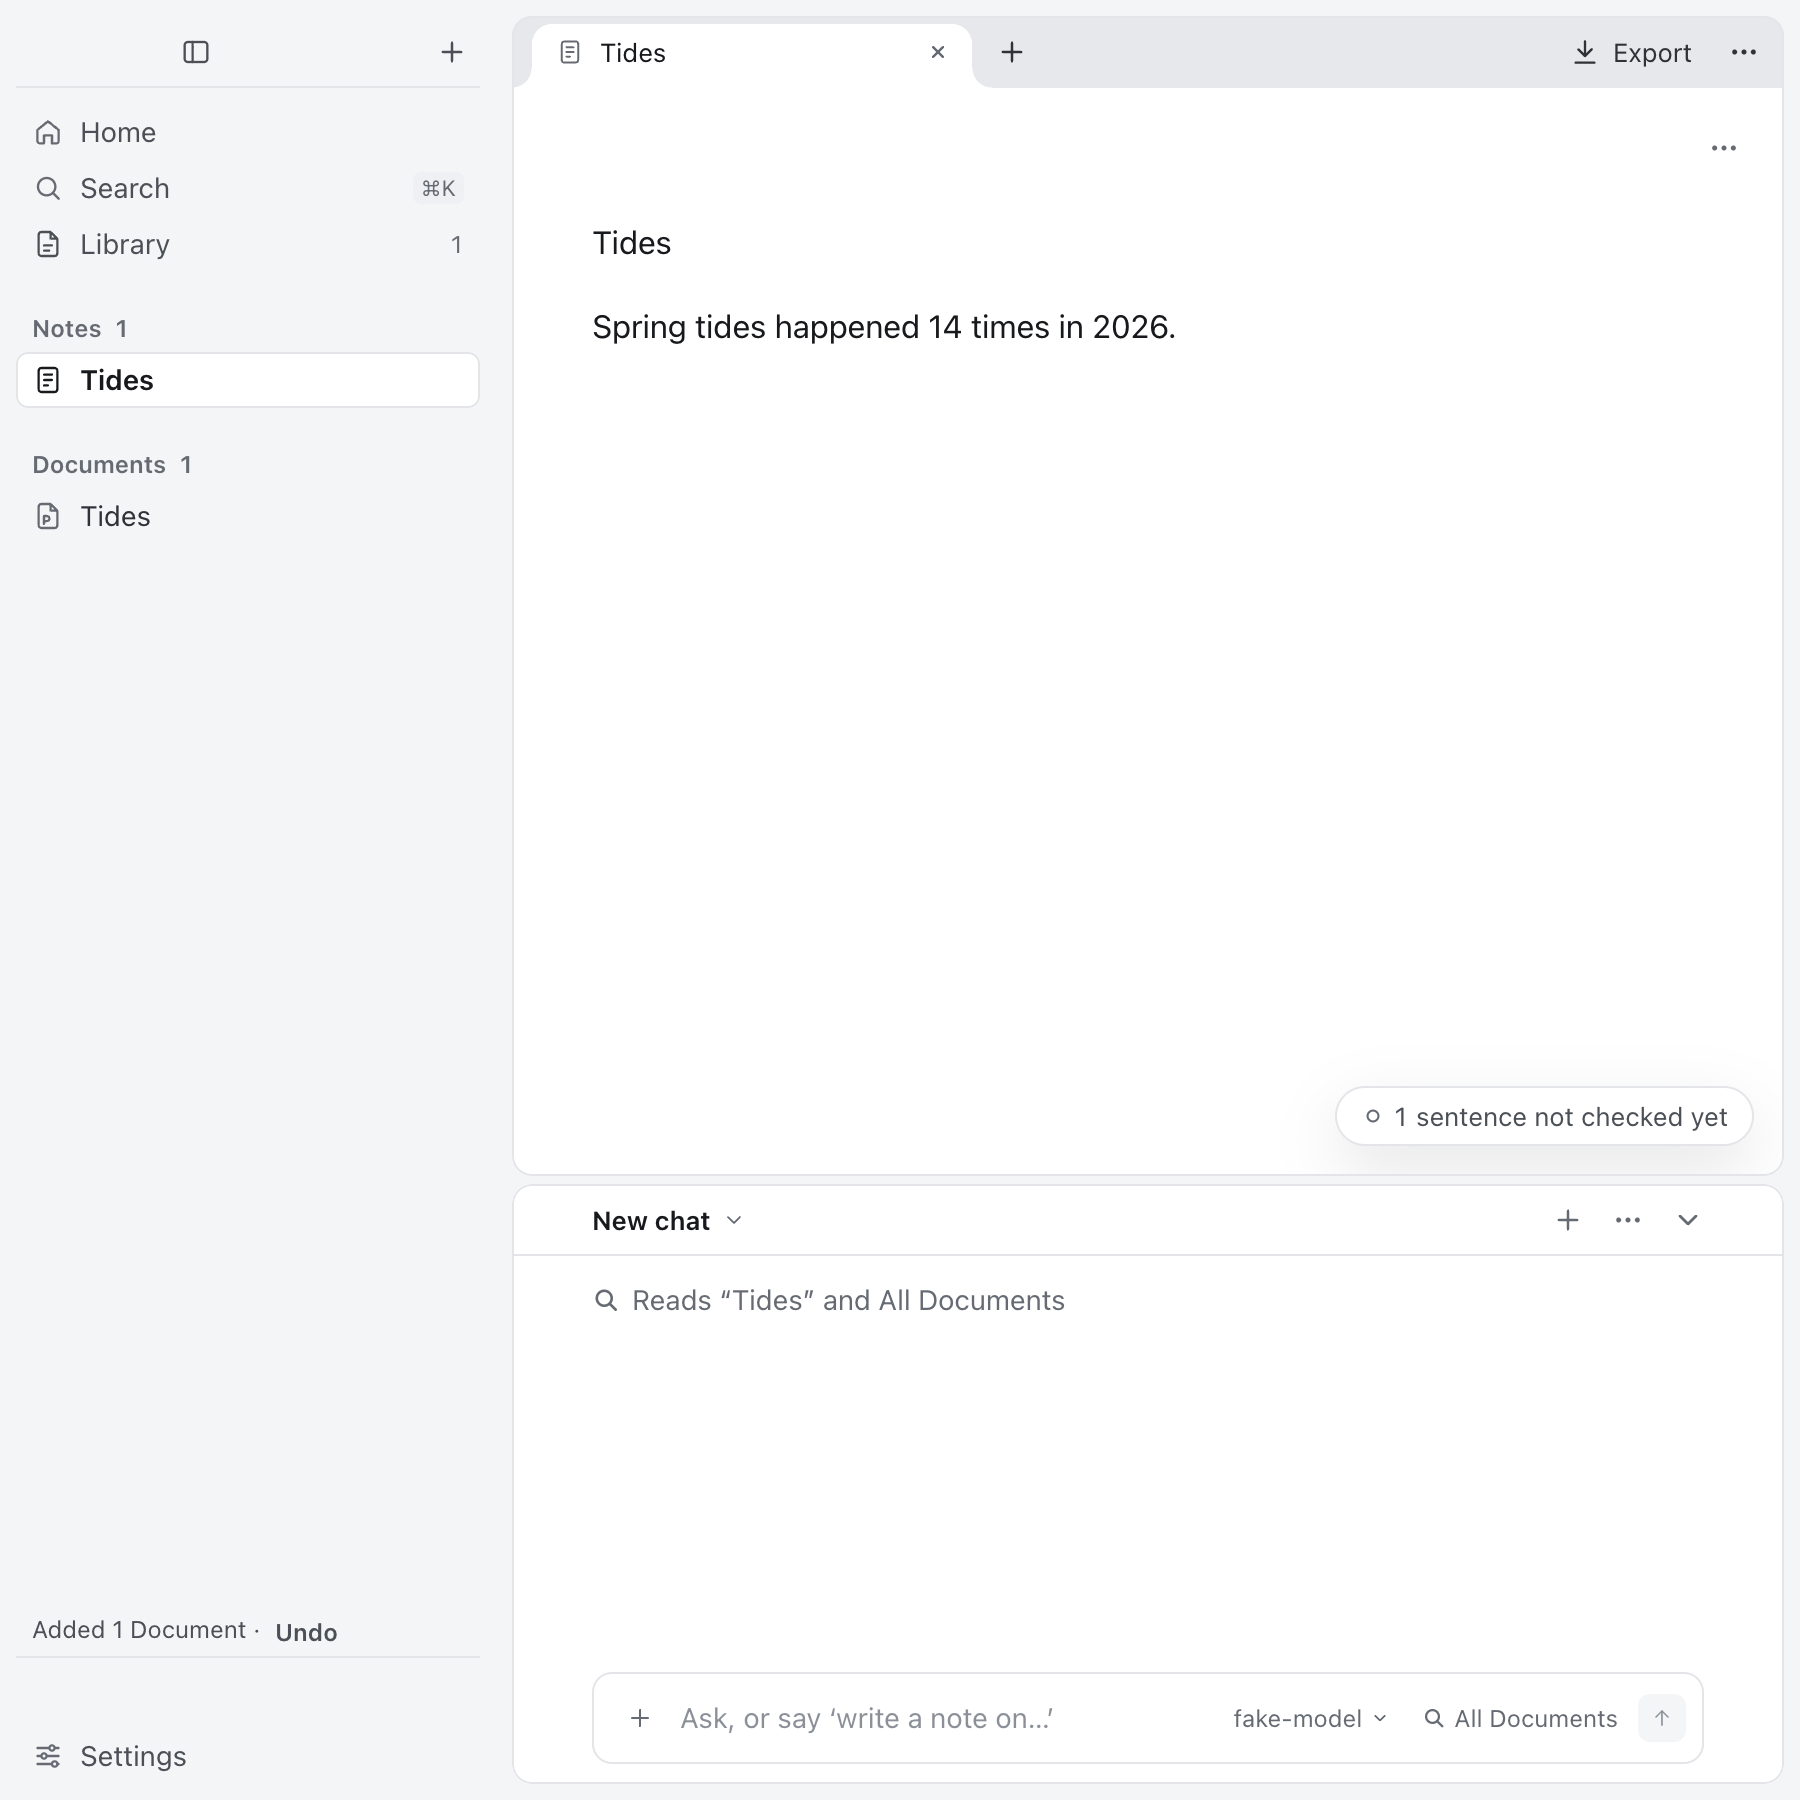 Tides
Export
Home
Search ⌘K
Library 1
Notes 1
Tides
Documents 1
Tides
Added 1 Document · Undo
Settings
Tides
Spring tides happened 14 times in 2026.
1 sentence not checked yet
New chat
Reads “Tides” and All Documents
Ask, or say ‘write a note on…’ fake-model All Documents